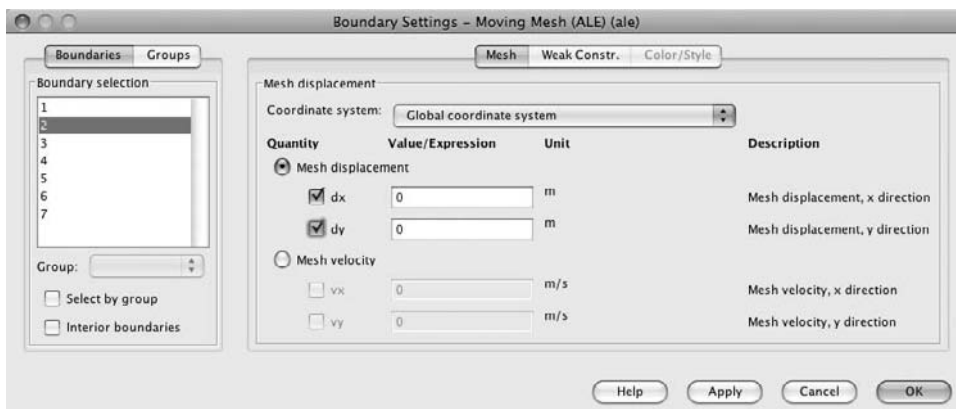 Boundary Settings – Moving Mesh (ALE) (ale)
Boundaries Groups
Boundary selection
1
2
3
4
5
6
7
Group:
Select by group
Interior boundaries
Mesh Weak Constr. Color/Style
Mesh displacement
Coordinate system: Global coordinate system
Quantity Value/Expression Unit Description
Mesh displacement
dx 0 m Mesh displacement, x direction
dy 0 m Mesh displacement, y direction
Mesh velocity
vx 0 m/s Mesh velocity, x direction
vy 0 m/s Mesh velocity, y direction
Help Apply Cancel OK